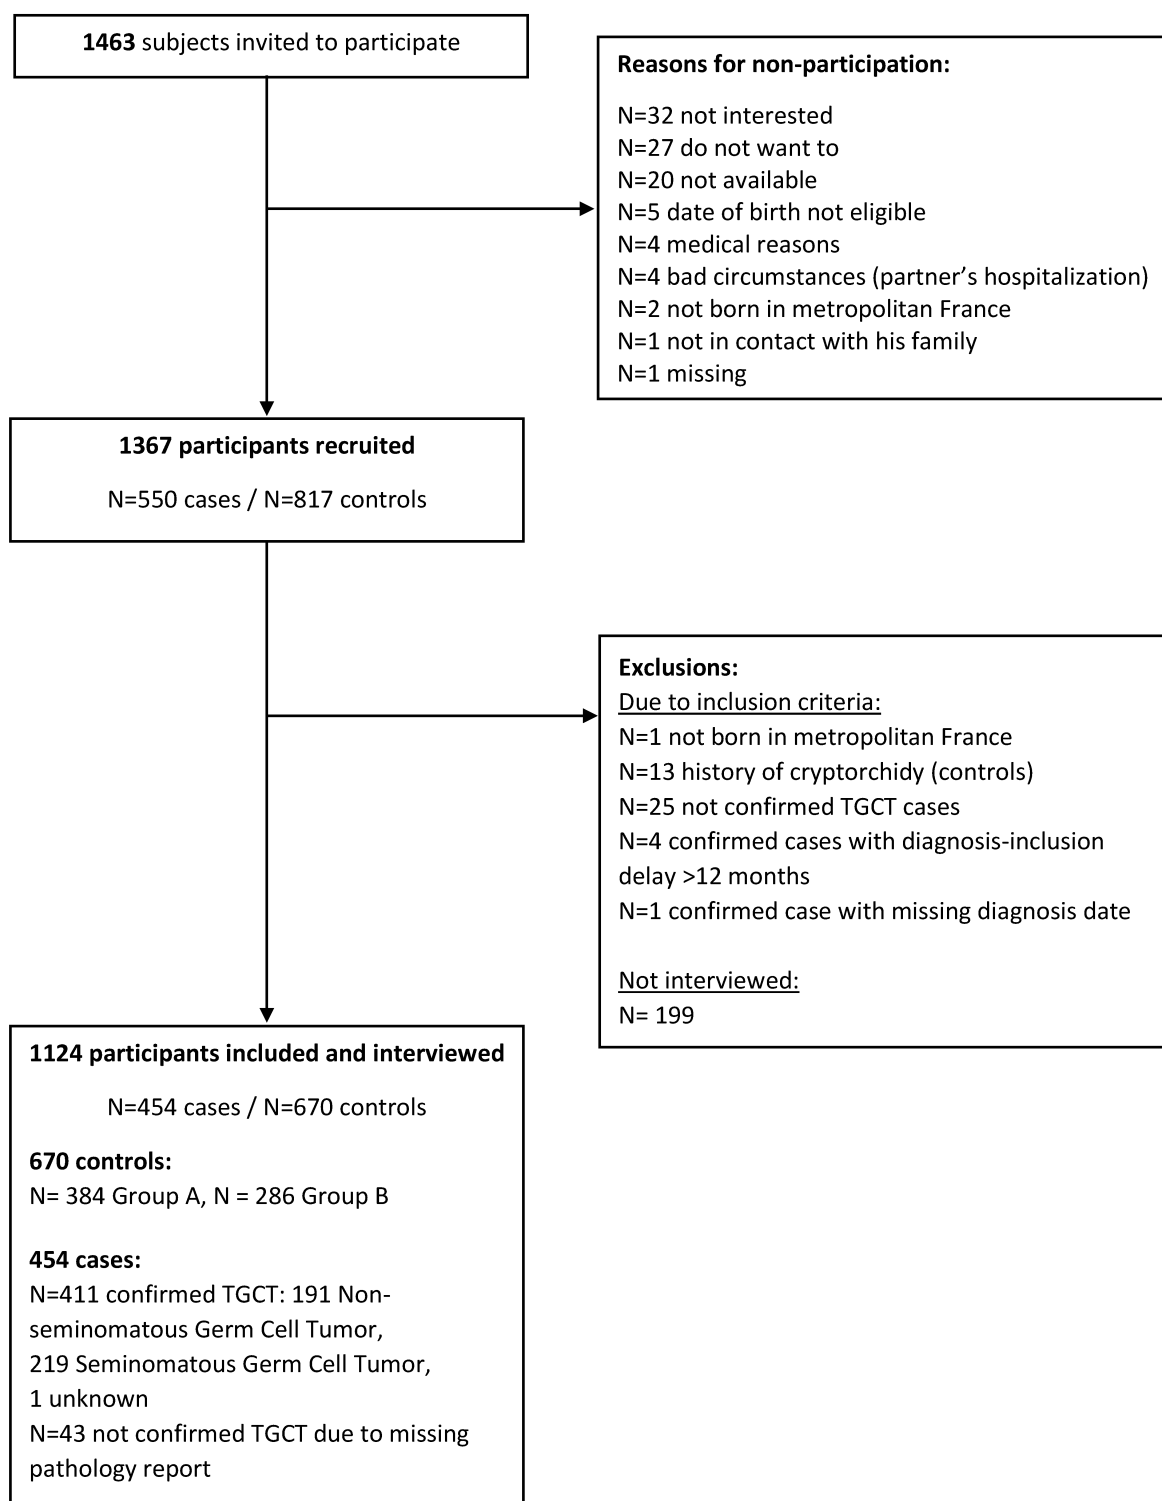 1463 subjects invited to participate
Reasons for non-participation:
N=32 not interested
N=27 do not want to
N=20 not available
N=5 date of birth not eligible
N=4 medical reasons
N=4 bad circumstances (partner’s hospitalization)
N=2 not born in metropolitan France
N=1 not in contact with his family
N=1 missing
1367 participants recruited
N=550 cases / N=817 controls
Exclusions:
Due to inclusion criteria:
N=1 not born in metropolitan France
N=13 history of cryptorchidy (controls)
N=25 not confirmed TGCT cases
N=4 confirmed cases with diagnosis-inclusion
delay >12 months
N=1 confirmed case with missing diagnosis date
Not interviewed:
N= 199
1124 participants included and interviewed
N=454 cases / N=670 controls
670 controls:
N= 384 Group A, N = 286 Group B
454 cases:
N=411 confirmed TGCT: 191 Non-
seminomatous Germ Cell Tumor,
219 Seminomatous Germ Cell Tumor,
1 unknown
N=43 not confirmed TGCT due to missing
pathology report